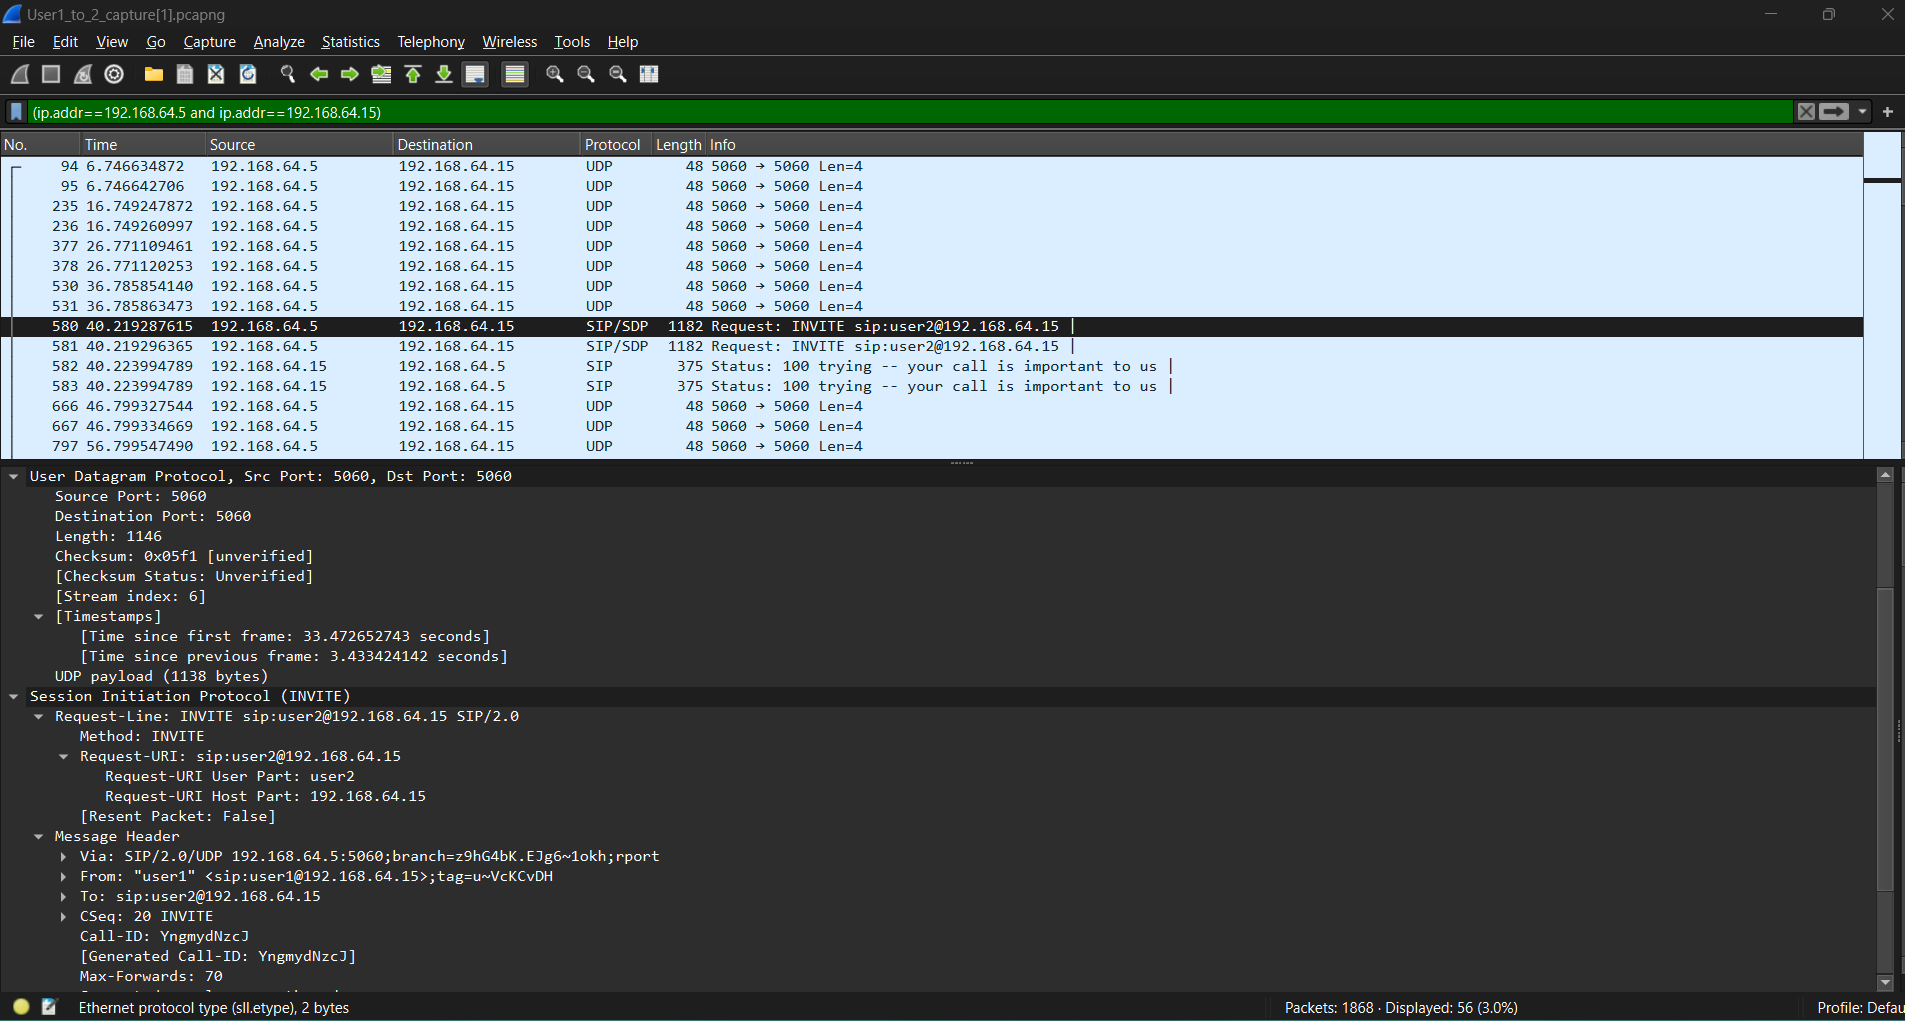 User1_to_2_capture[1].pcapng
File Edit View Go Capture Analyze Statistics Telephony Wireless Tools Help
(ip.addr==192.168.64.5 and ip.addr==192.168.64.15)
No. Time Source Destination Protocol Length Info
94 6.746634872 192.168.64.5 192.168.64.15 UDP 48 5060 → 5060 Len=4
95 6.746642706 192.168.64.5 192.168.64.15 UDP 48 5060 → 5060 Len=4
235 16.749247872 192.168.64.5 192.168.64.15 UDP 48 5060 → 5060 Len=4
236 16.749260997 192.168.64.5 192.168.64.15 UDP 48 5060 → 5060 Len=4
377 26.771109461 192.168.64.5 192.168.64.15 UDP 48 5060 → 5060 Len=4
378 26.771120253 192.168.64.5 192.168.64.15 UDP 48 5060 → 5060 Len=4
530 36.785854140 192.168.64.5 192.168.64.15 UDP 48 5060 → 5060 Len=4
531 36.785863473 192.168.64.5 192.168.64.15 UDP 48 5060 → 5060 Len=4
580 40.219287615 192.168.64.5 192.168.64.15 SIP/SDP 1182 Request: INVITE sip:user2@192.168.64.15 |
581 40.219296365 192.168.64.5 192.168.64.15 SIP/SDP 1182 Request: INVITE sip:user2@192.168.64.15 |
582 40.223994789 192.168.64.15 192.168.64.5 SIP 375 Status: 100 trying -- your call is important to us |
583 40.223994789 192.168.64.15 192.168.64.5 SIP 375 Status: 100 trying -- your call is important to us |
666 46.799327544 192.168.64.5 192.168.64.15 UDP 48 5060 → 5060 Len=4
667 46.799334669 192.168.64.5 192.168.64.15 UDP 48 5060 → 5060 Len=4
797 56.799547490 192.168.64.5 192.168.64.15 UDP 48 5060 → 5060 Len=4
User Datagram Protocol, Src Port: 5060, Dst Port: 5060
Source Port: 5060
Destination Port: 5060
Length: 1146
Checksum: 0x05f1 [unverified]
[Checksum Status: Unverified]
[Stream index: 6]
[Timestamps]
[Time since first frame: 33.472652743 seconds]
[Time since previous frame: 3.433424142 seconds]
UDP payload (1138 bytes)
Session Initiation Protocol (INVITE)
Request-Line: INVITE sip:user2@192.168.64.15 SIP/2.0
Method: INVITE
Request-URI: sip:user2@192.168.64.15
Request-URI User Part: user2
Request-URI Host Part: 192.168.64.15
[Resent Packet: False]
Message Header
Via: SIP/2.0/UDP 192.168.64.5:5060;branch=z9hG4bK.EJg6~1okh;rport
From: "user1" <sip:user1@192.168.64.15>;tag=u~VcKCvDH
To: sip:user2@192.168.64.15
CSeq: 20 INVITE
Call-ID: YngmydNzcJ
[Generated Call-ID: YngmydNzcJ]
Max-Forwards: 70
Ethernet protocol type (sll.etype), 2 bytes
Packets: 1868 · Displayed: 56 (3.0%)
Profile: Defau